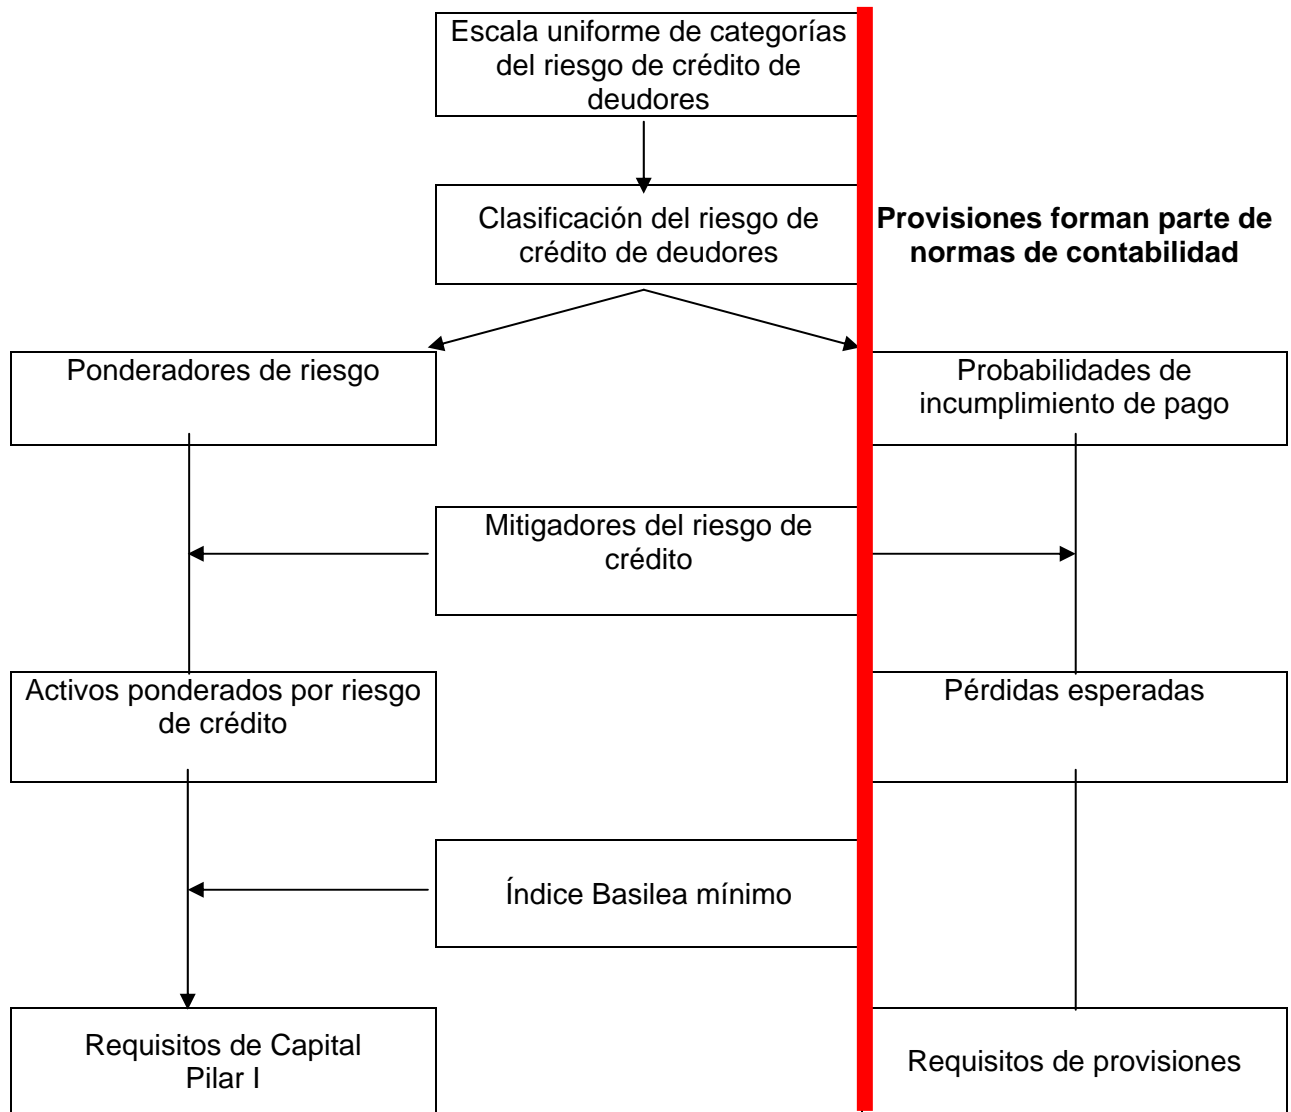 Escala uniforme de categorías
del riesgo de crédito de
deudores
Clasificación del riesgo de
crédito de deudores
Provisiones forman parte de
normas de contabilidad
Ponderadores de riesgo
Probabilidades de
incumplimiento de pago
Mitigadores del riesgo de
crédito
Activos ponderados por riesgo
de crédito
Pérdidas esperadas
Índice Basilea mínimo
Requisitos de Capital
Pilar I
Requisitos de provisiones